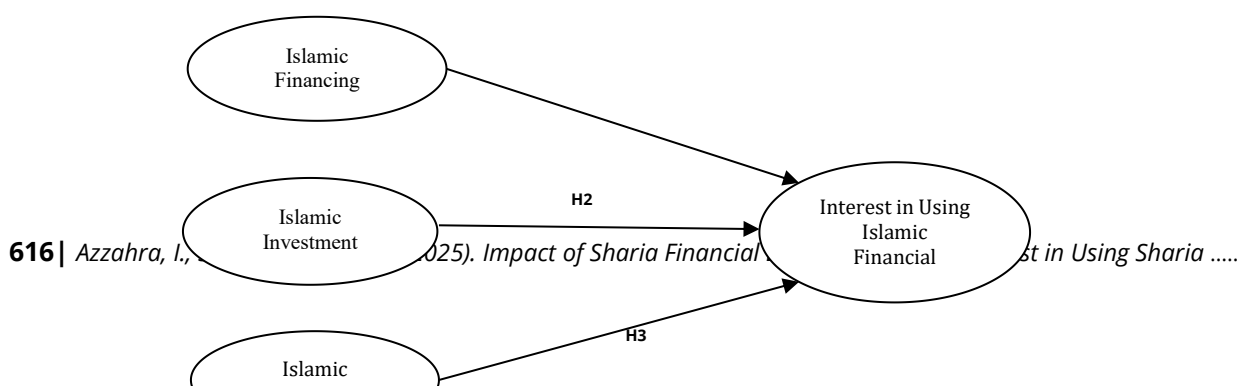 Islamic
Financing
H2
Islamic
Investment
Interest in Using
Islamic
Financial
616| Azzahra, I., 025). Impact of Sharia Financial st in Using Sharia .....
H3
Islamic